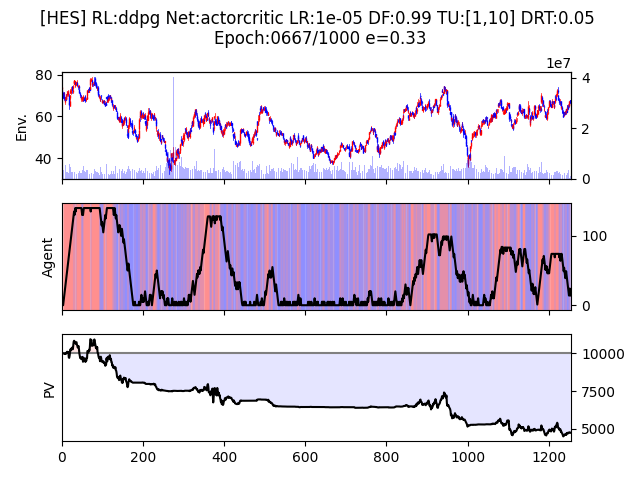 [HES] RL:ddpg Net:actorcritic LR:1e-05 DF:0.99 TU:[1,10] DRT:0.05
Epoch:0667/1000 e=0.33
1e7
80
60
40
Env.
4
2
0
Agent
100
0
PV
10000
7500
5000
0 200 400 600 800 1000 1200